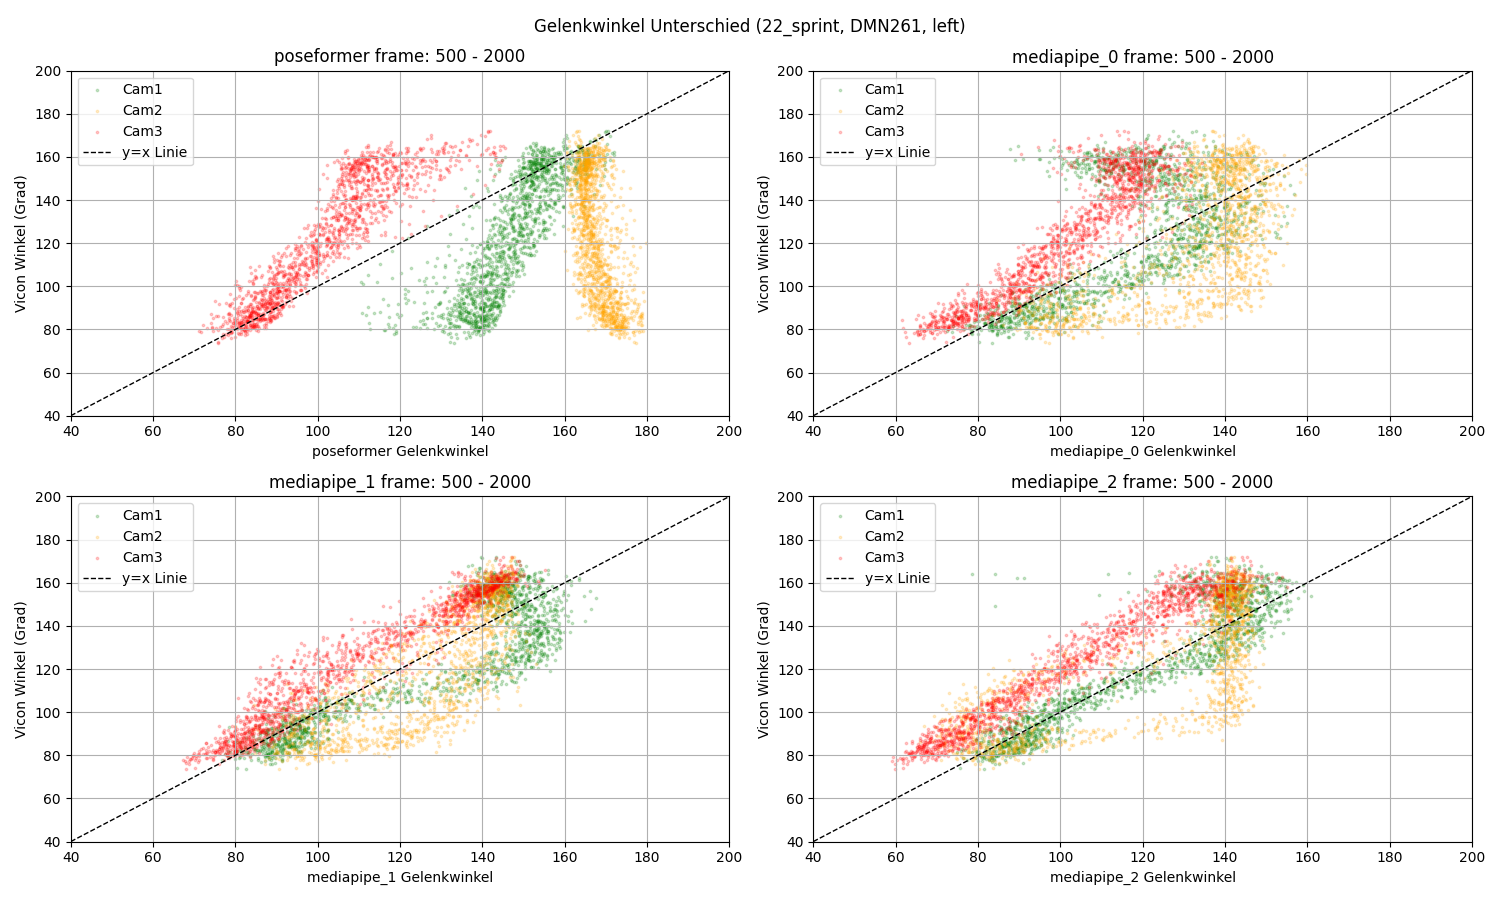 Gelenkwinkel Unterschied (22_sprint, DMN261, left)
poseformer frame: 500 - 2000
200
180
160
140
120
100
80
60
40
Vicon Winkel (Grad)
Cam1
Cam2
Cam3
y=x Linie
40 60 80 100 120 140 160 180 200
poseformer Gelenkwinkel
mediapipe_0 frame: 500 - 2000
200
180
160
140
120
100
80
60
40
Vicon Winkel (Grad)
Cam1
Cam2
Cam3
y=x Linie
40 60 80 100 120 140 160 180 200
mediapipe_0 Gelenkwinkel
mediapipe_1 frame: 500 - 2000
200
180
160
140
120
100
80
60
40
Vicon Winkel (Grad)
Cam1
Cam2
Cam3
y=x Linie
40 60 80 100 120 140 160 180 200
mediapipe_1 Gelenkwinkel
mediapipe_2 frame: 500 - 2000
200
180
160
140
120
100
80
60
40
Vicon Winkel (Grad)
Cam1
Cam2
Cam3
y=x Linie
40 60 80 100 120 140 160 180 200
mediapipe_2 Gelenkwinkel